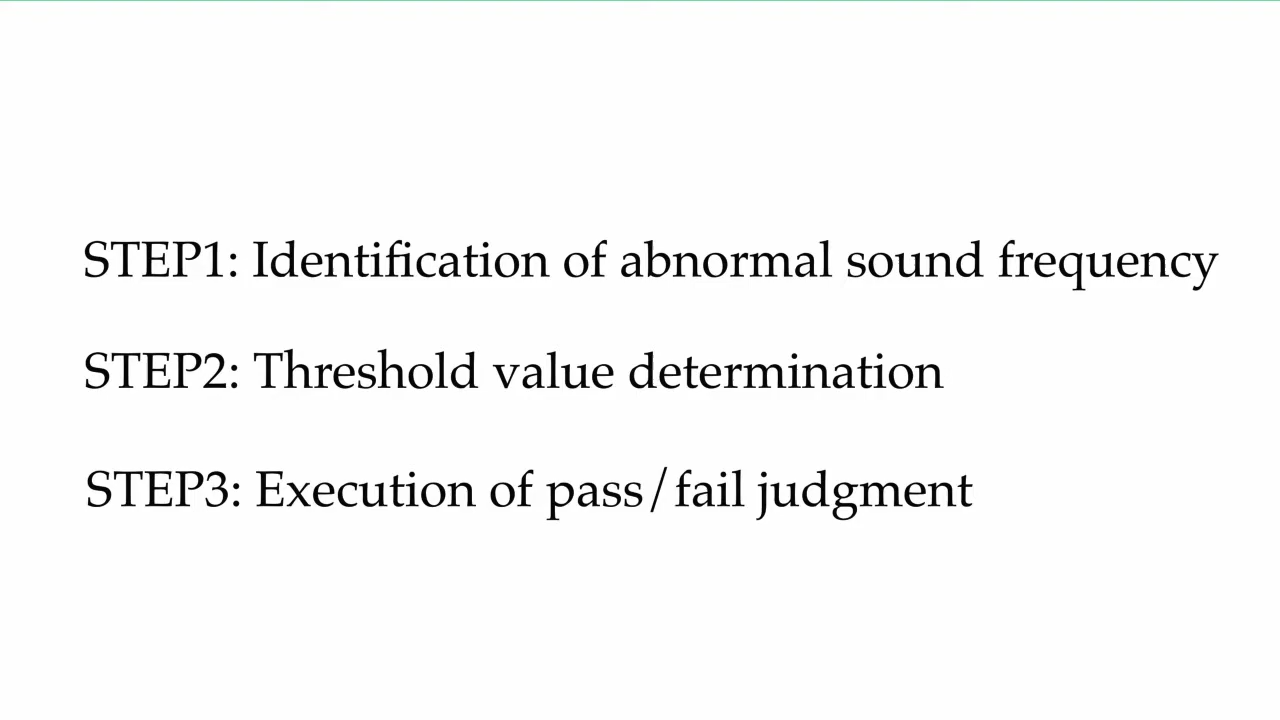 STEP1: Identification of abnormal sound frequency
STEP2: Threshold value determination
STEP3: Execution of pass/fail judgment